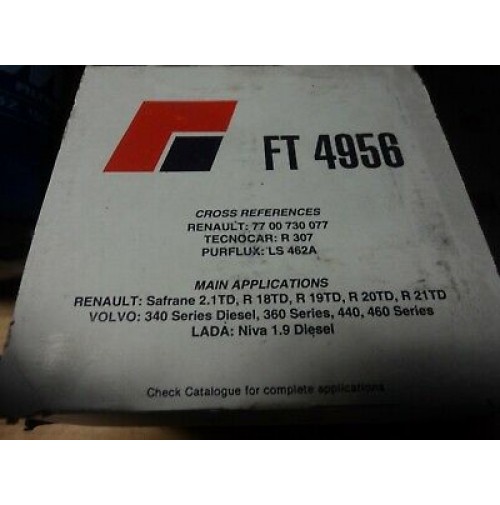 FT 4956
CROSS REFERENCES
RENAULT: 77 00 730 077
TECNOCAR: R 307
PURFLUX: LS 462A
MAIN APPLICATIONS
RENAULT: Safrane 2.1TD, R 18TD, R 19TD, R 20TD, R 21TD
VOLVO: 340 Series Diesel, 360 Series, 440, 460 Series
LADA: Niva 1.9 Diesel
Check Catalogue for complete applications